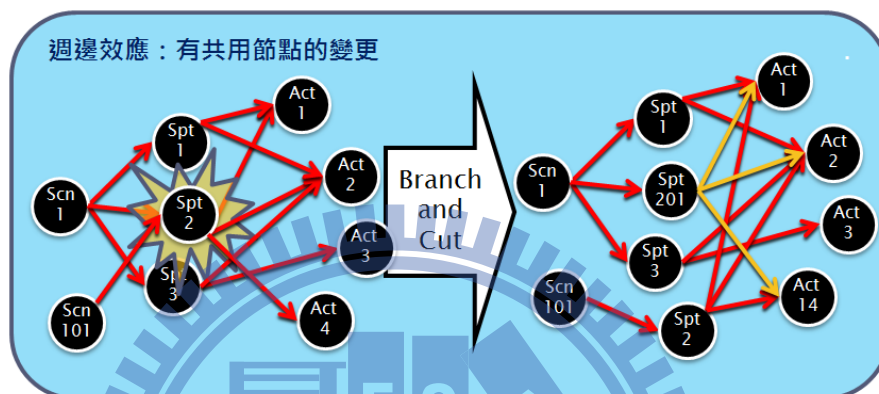 週邊效應：有共用節點的變更
Scn
1
Scn
101
Spt
1
Spt
2
Spt
3
Act
1
Act
2
Act
3
Act
4
Branch
and
Cut
Scn
1
Scn
101
Spt
1
Spt
201
Spt
3
Spt
2
Act
1
Act
2
Act
3
Act
14